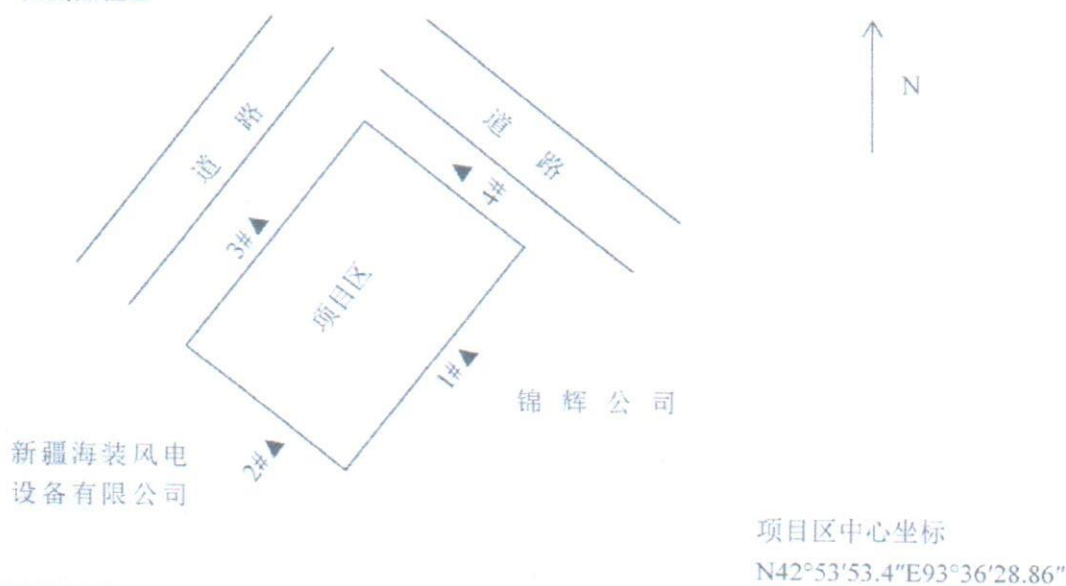 N
道 路
道 路
4#
3#
项目区
1#
锦 辉 公 司
新疆海装风电
设备有限公司
2#
项目区中心坐标
N42°53′53.4″E93°36′28.86″